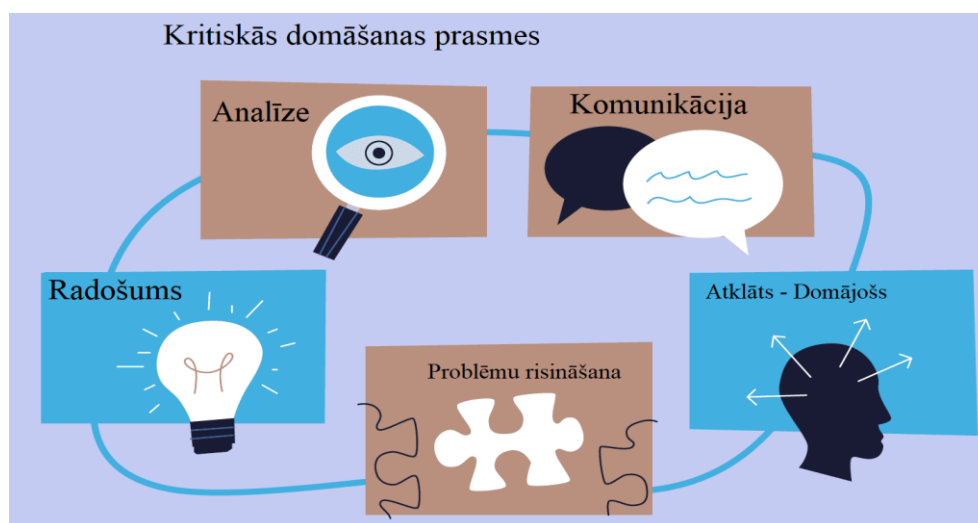 Kritiskās domāšanas prasmes
Analīze
Komunikācija
Radošums
Atklāts - Domājošs
Problēmu risināšana